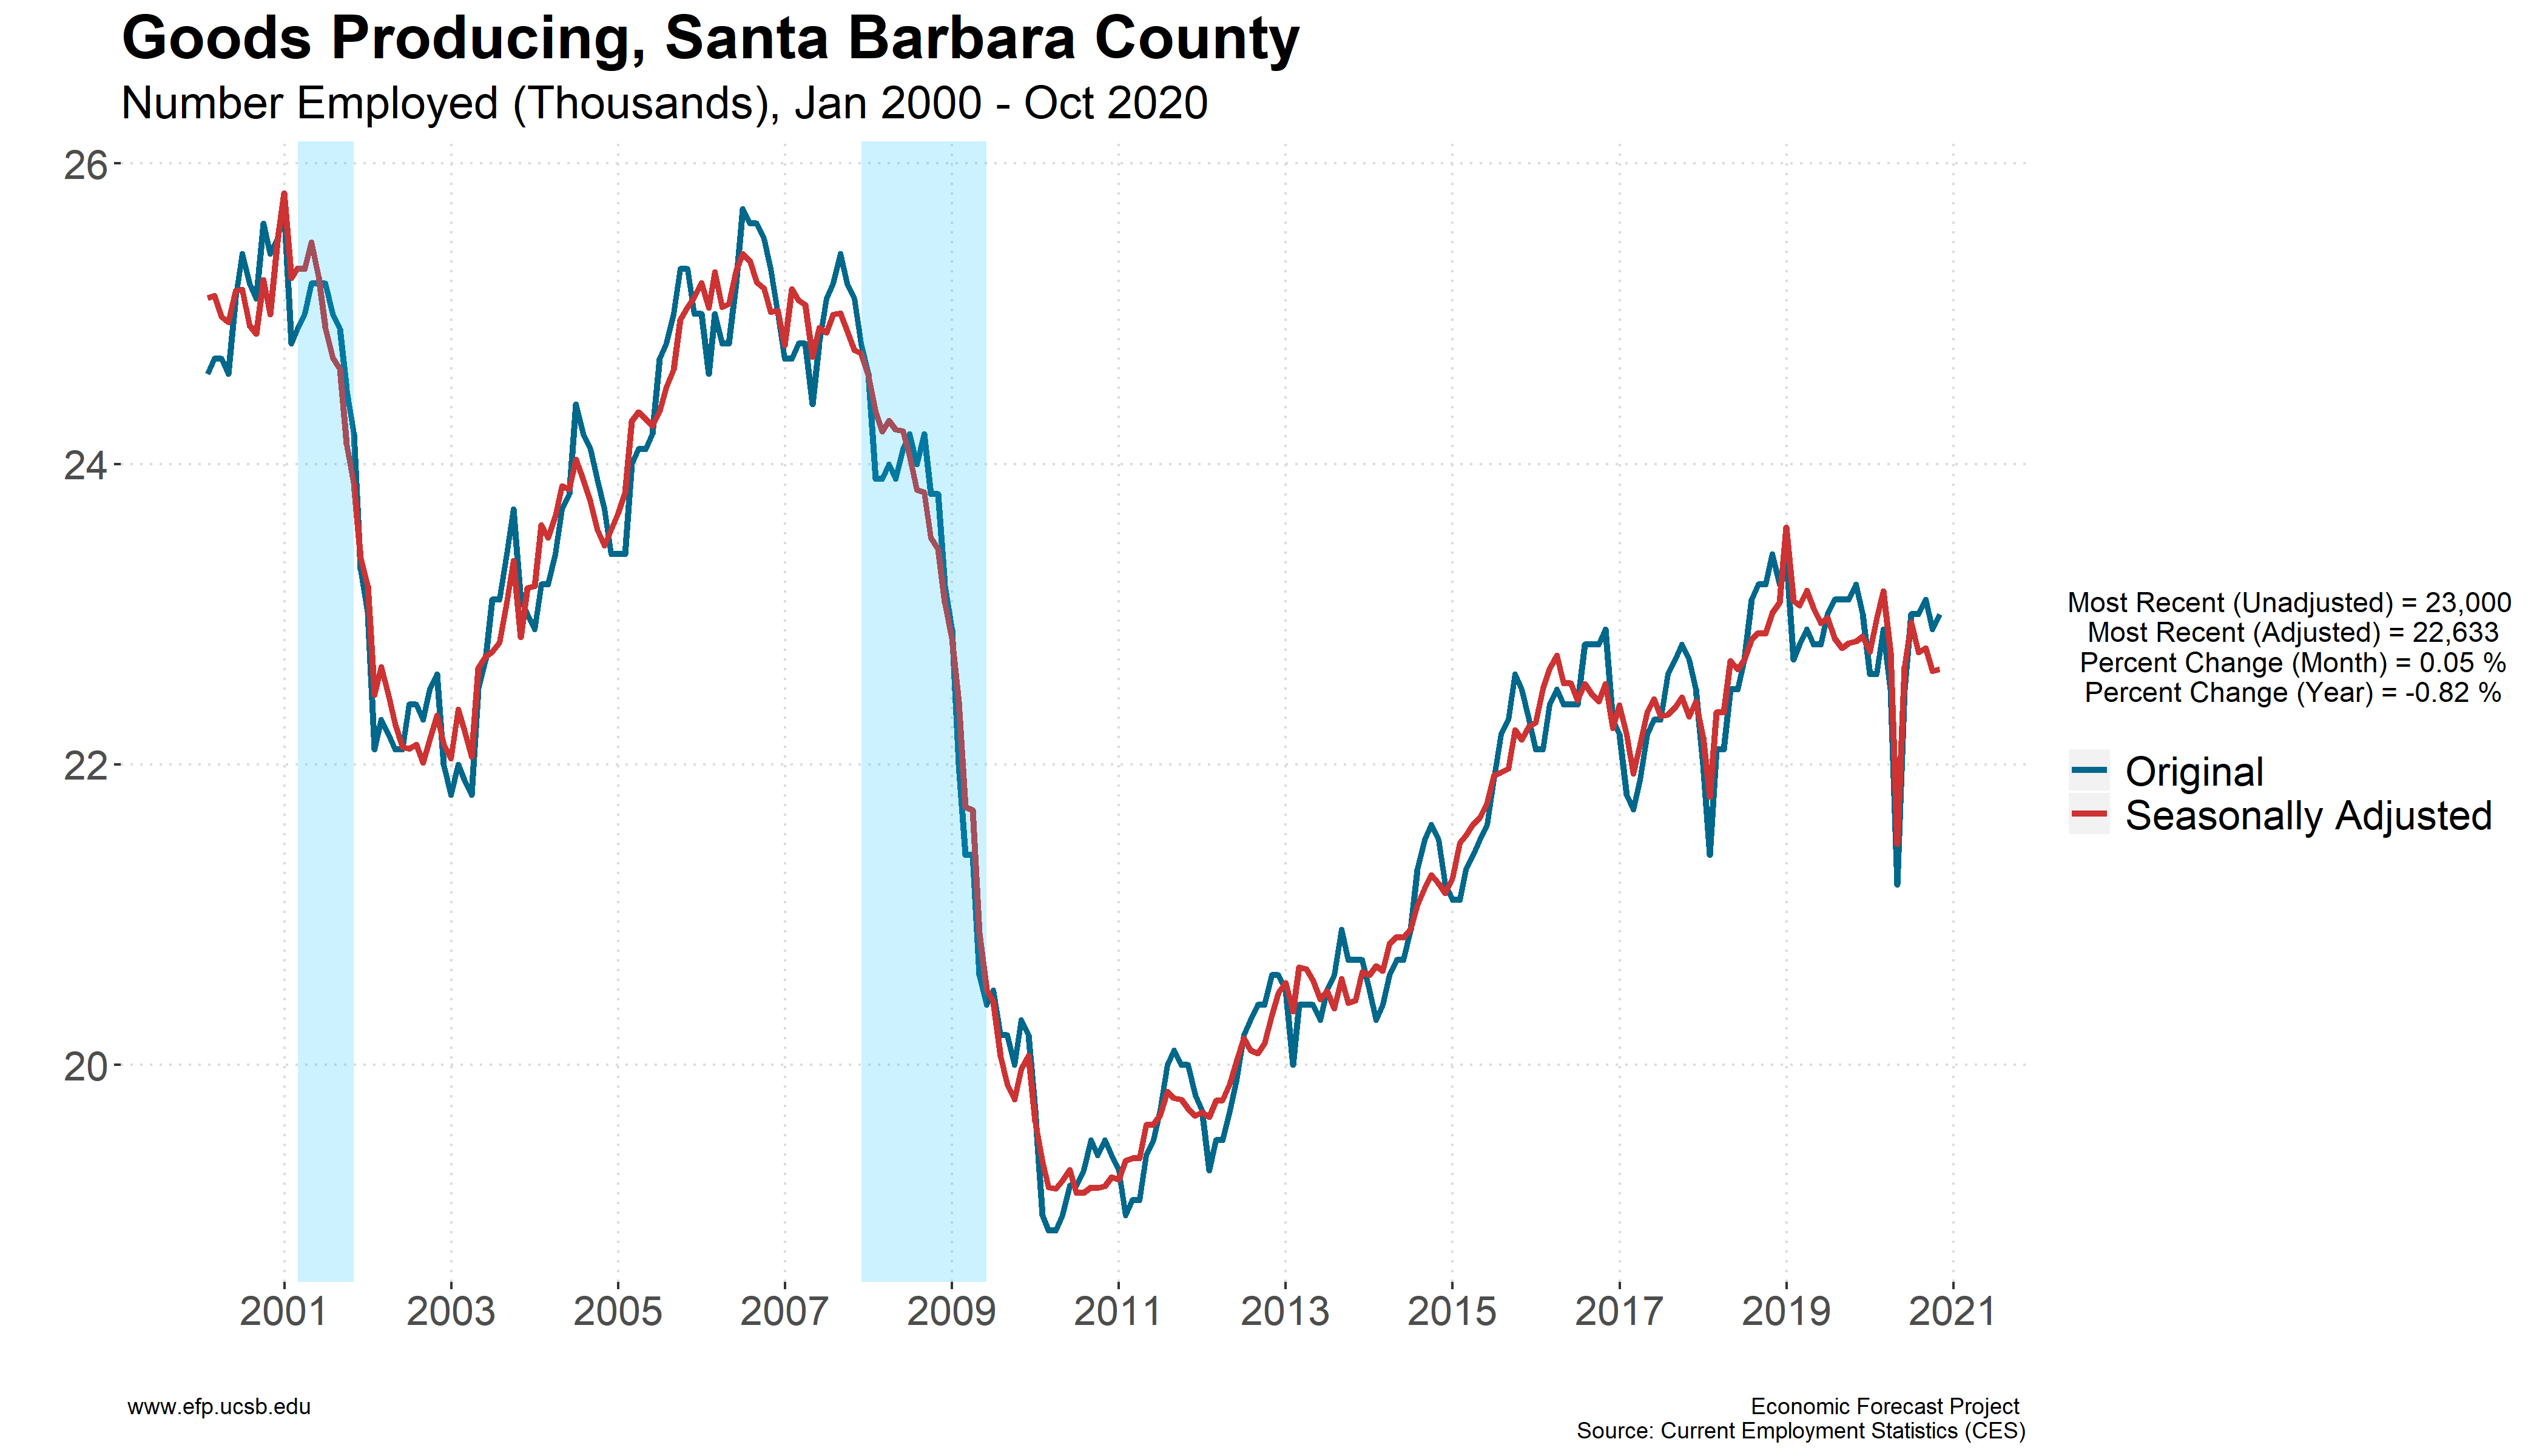 Goods Producing, Santa Barbara County
Number Employed (Thousands), Jan 2000 - Oct 2020
26
24
22
20
2001 2003 2005 2007 2009 2011 2013 2015 2017 2019 2021
Most Recent (Unadjusted) = 23,000
Most Recent (Adjusted) = 22,633
Percent Change (Month) = 0.05 %
Percent Change (Year) = -0.82 %
Original
Seasonally Adjusted
www.efp.ucsb.edu
Economic Forecast Project
Source: Current Employment Statistics (CES)